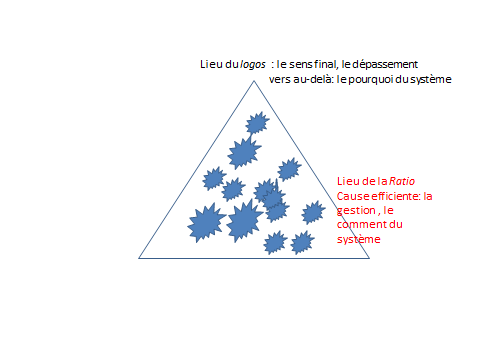 Lieu du logos : le sens final, le dépassement
vers au-delà: le pourquoi du système
Lieu de la Ratio
Cause efficiente: la
gestion , le
comment du
système